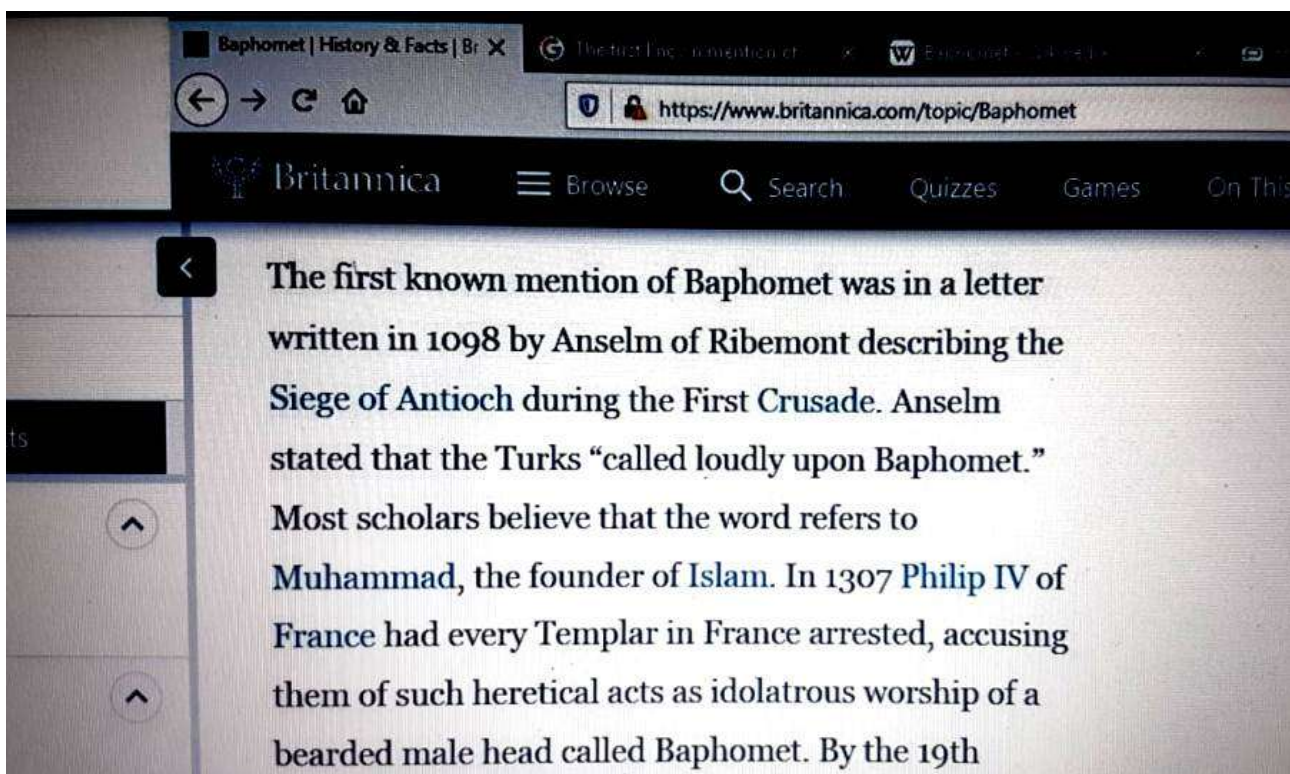 Baphomet | History & Facts | Br
https://www.britannica.com/topic/Baphomet
Britannica Browse Search Quizzes Games On This
The first known mention of Baphomet was in a letter
written in 1098 by Anselm of Ribemont describing the
Siege of Antioch during the First Crusade. Anselm
stated that the Turks “called loudly upon Baphomet.”
ts
Most scholars believe that the word refers to
Muhammad, the founder of Islam. In 1307 Philip IV of
France had every Templar in France arrested, accusing
them of such heretical acts as idolatrous worship of a
bearded male head called Baphomet. By the 19th